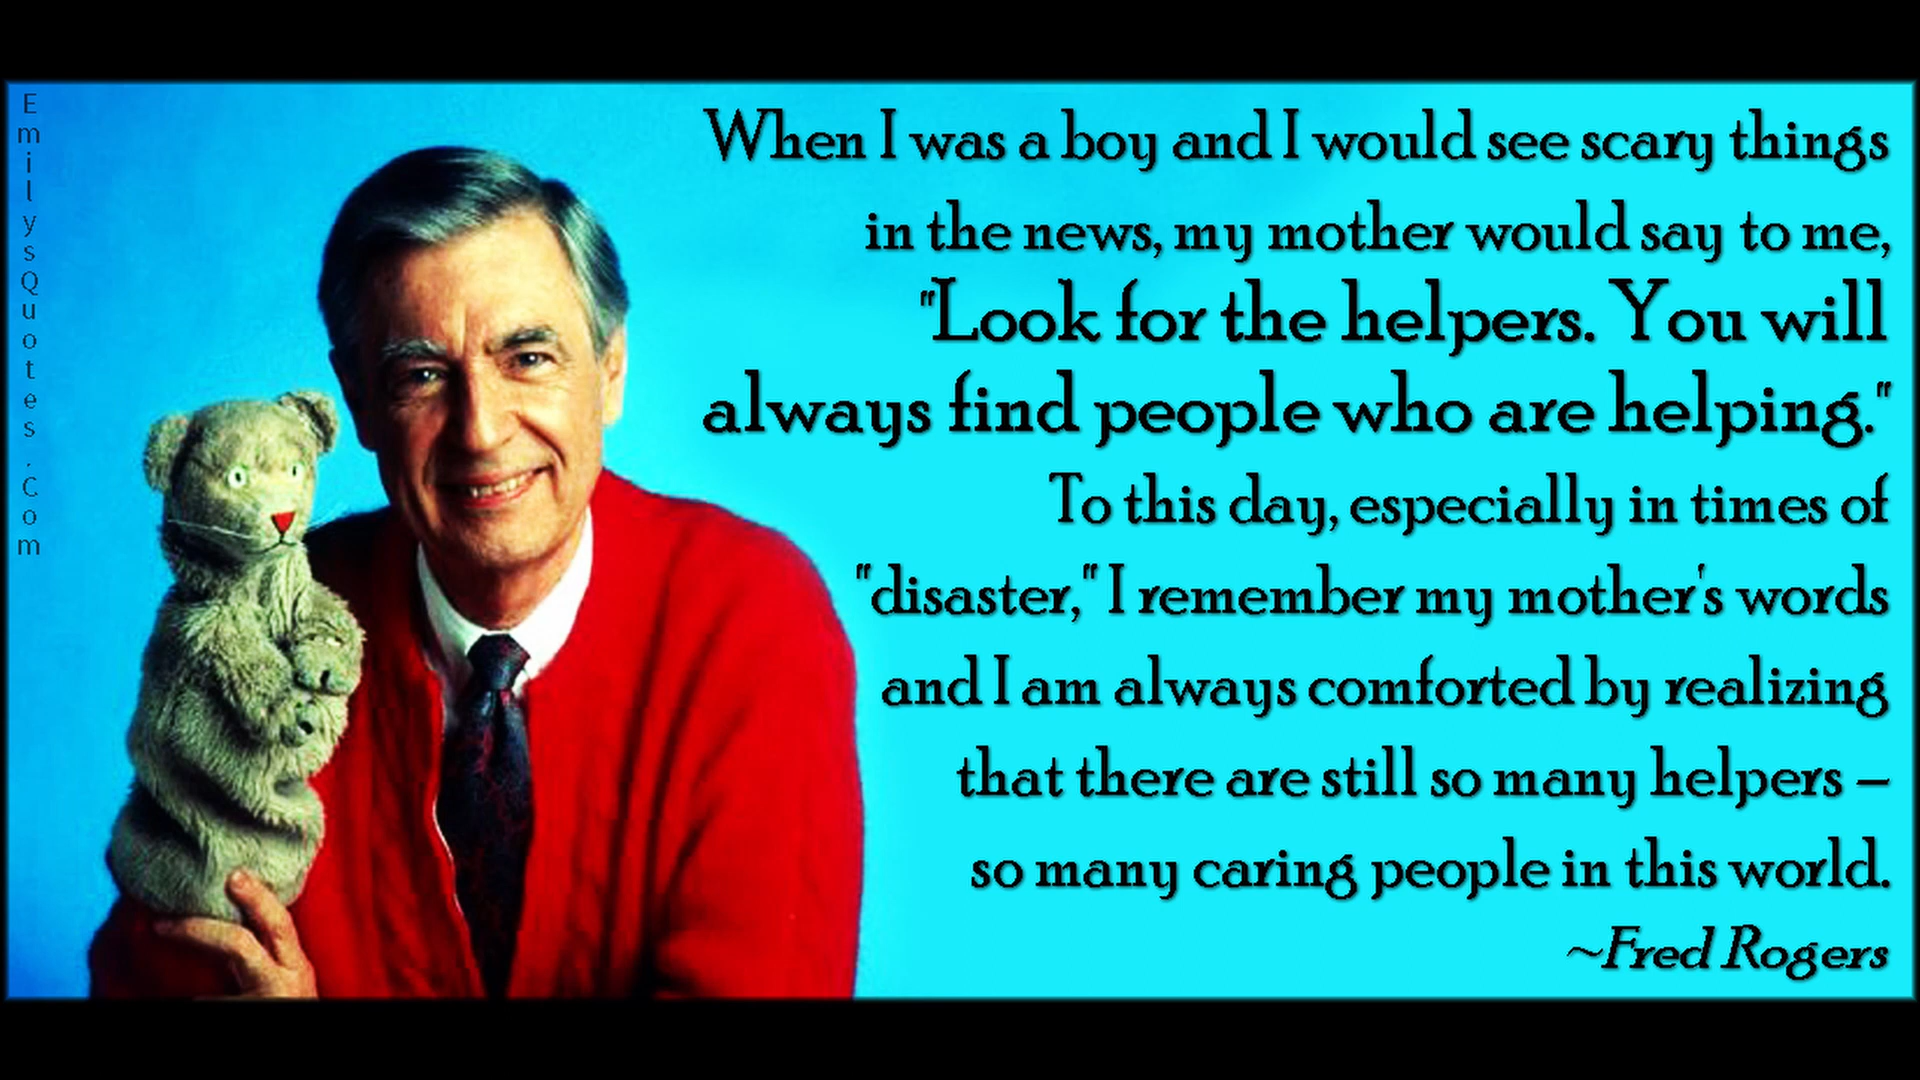 EmilysQuotes.Com
When I was a boy and I would see scary things
in the news, my mother would say to me,
"Look for the helpers. You will
always find people who are helping."
To this day, especially in times of
"disaster," I remember my mother's words
and I am always comforted by realizing
that there are still so many helpers –
so many caring people in this world.
~Fred Rogers